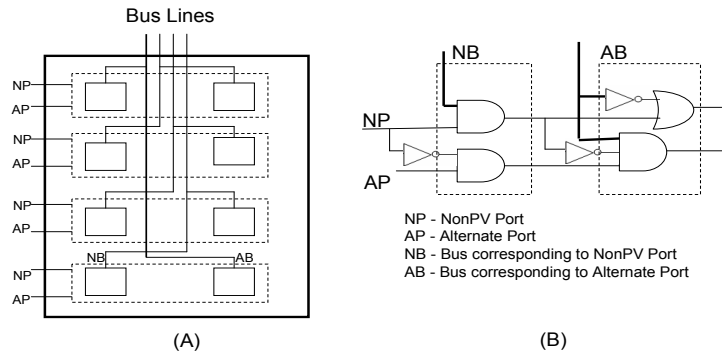 Bus Lines
NP
AP
NP
AP
NP
AP
NB
AB
NP
AP
(A)
NB
AB
NP
AP
NP - NonPV Port
AP - Alternate Port
NB - Bus corresponding to NonPV Port
AB - Bus corresponding to Alternate Port
(B)